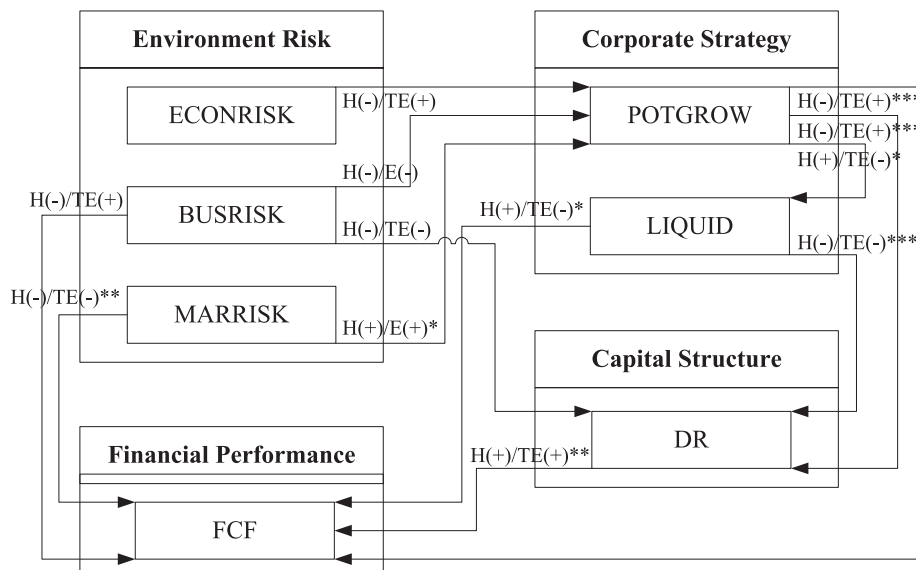 Environment Risk
Corporate Strategy
ECONRISK
H(-)/TE(+)
POTGROW
H(-)/TE(+)***
H(-)/TE(+)***
H(+)/TE(-)*
H(-)/E(-)
H(-)/TE(+)
BUSRISK
H(-)/TE(-)
H(+)/TE(-)*
LIQUID
H(-)/TE(-)***
H(-)/TE(-)**
MARRISK
H(+)/E(+)*
Capital Structure
DR
Financial Performance
H(+)/TE(+)**
FCF